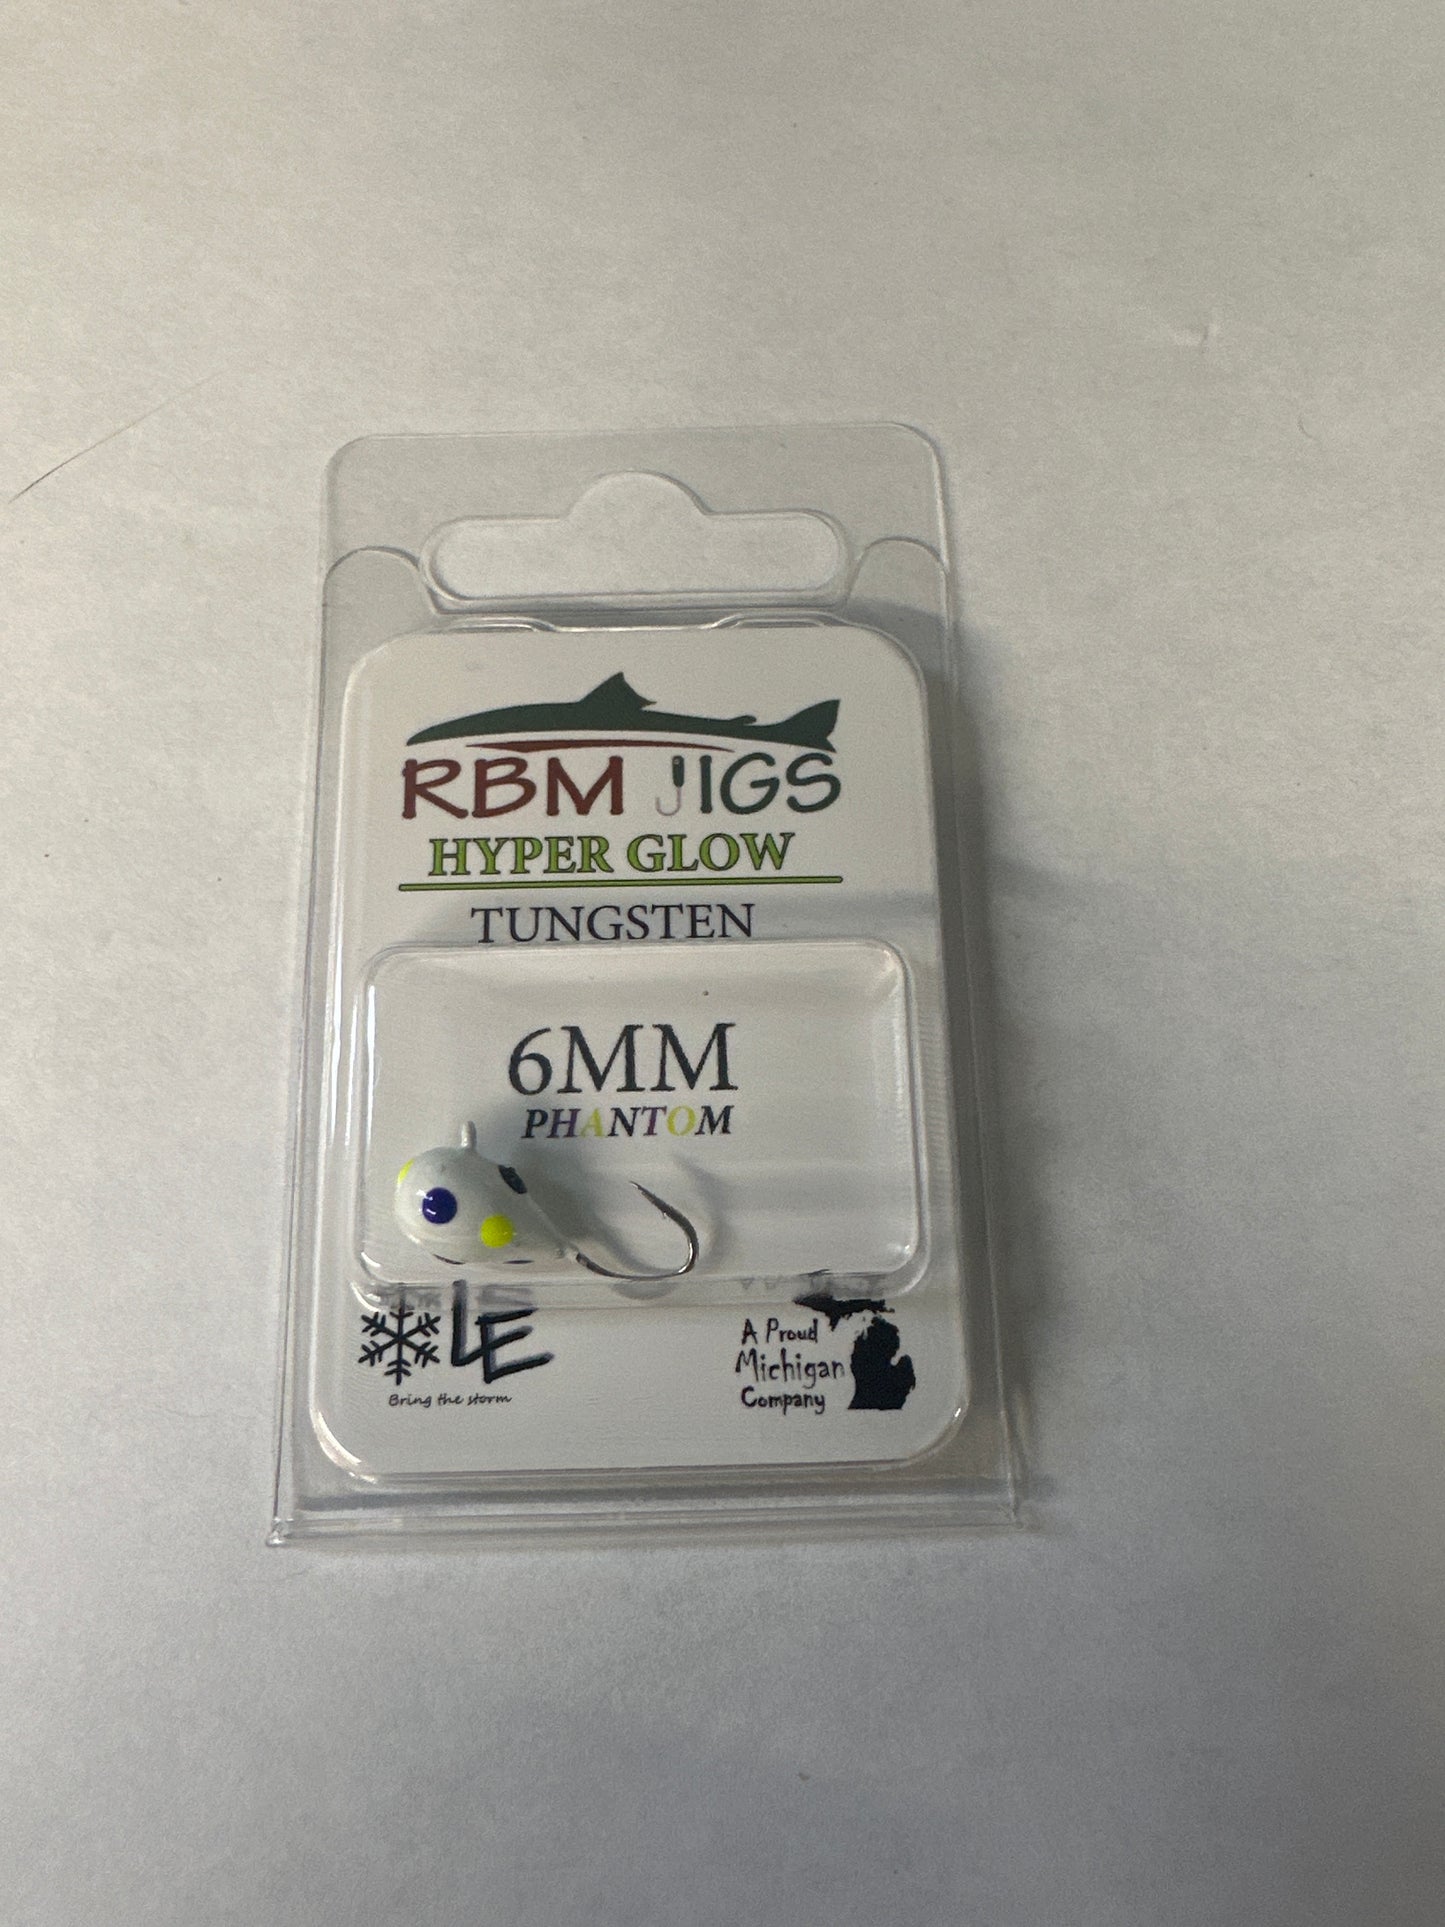 RBM JIGS
HYPER GLOW
TUNGSTEN
6MM
PHANTOM
LE
Bring the storm
A Proud
Michigan
Company